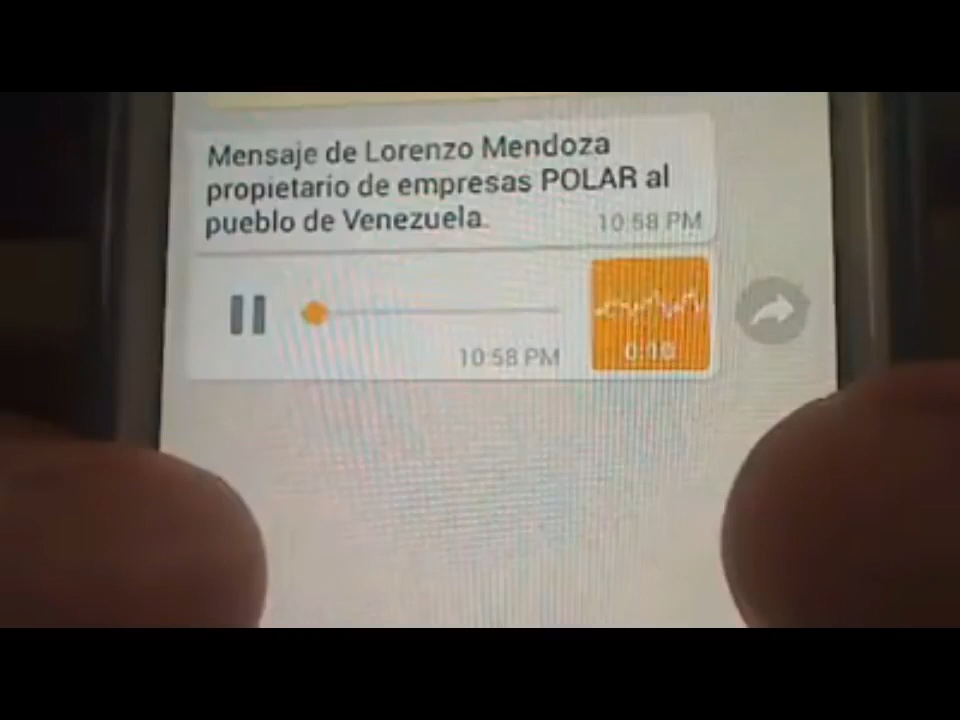 Mensaje de Lorenzo Mendoza
propietario de empresas POLAR al
pueblo de Venezuela.
10:58 PM
10:58 PM
0:10